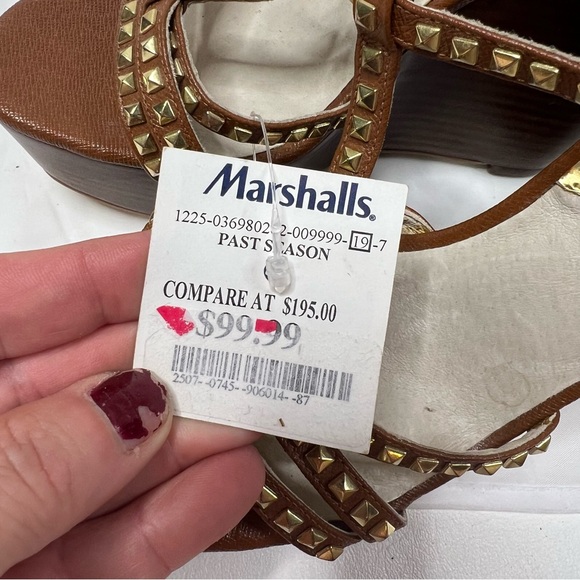 Marshalls.
PAST SEASON
COMPARE AT $195.00
$99.99
2507--0745--906014--87